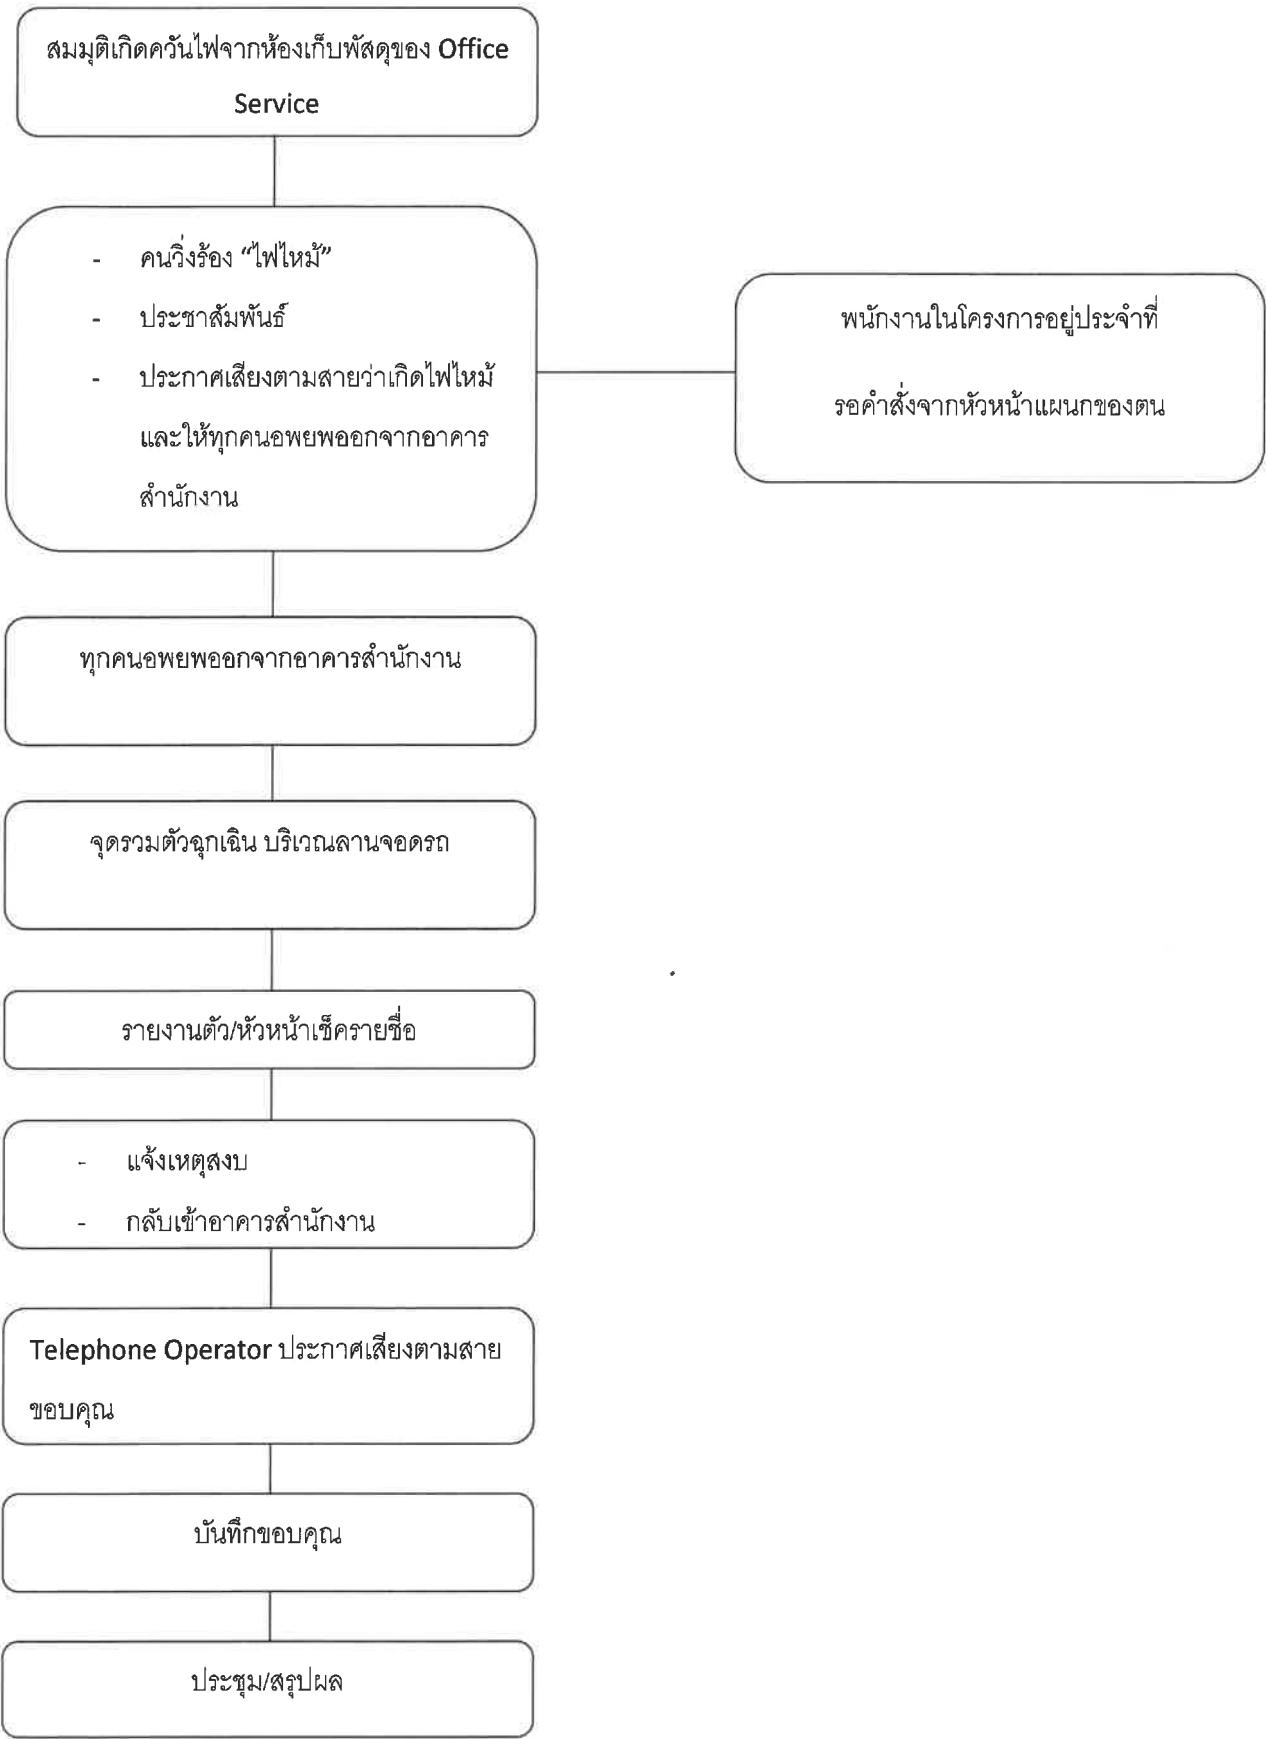 สมมุติเกิดควันไฟจากห้องเก็บพัสดุของ Office
Service
- คนวิ่งร้อง “ไฟไหม้”
- ประชาสัมพันธ์
- ประกาศเสียงตามสายว่าเกิดไฟไหม้
และให้ทุกคนอพยพออกจากอาคาร
สำนักงาน
พนักงานในโครงการอยู่ประจำที่
รอคำสั่งจากหัวหน้าแผนกของตน
ทุกคนอพยพออกจากอาคารสำนักงาน
จุดรวมตัวฉุกเฉิน บริเวณลานจอดรถ
รายงานตัว/หัวหน้าเช็ครายชื่อ
- แจ้งเหตุสงบ
- กลับเข้าอาคารสำนักงาน
Telephone Operator ประกาศเสียงตามสาย
ขอบคุณ
บันทึกขอบคุณ
ประชุม/สรุปผล